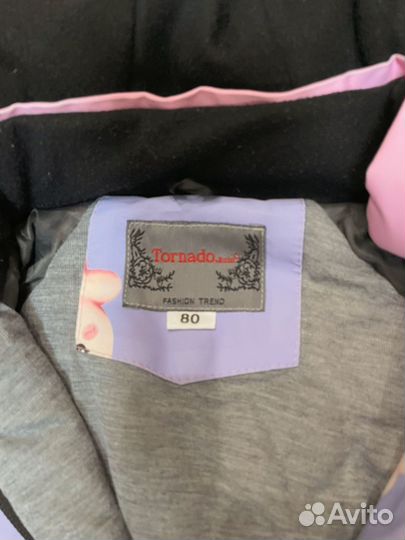 Tornado
FASHION TREND
80
Avito